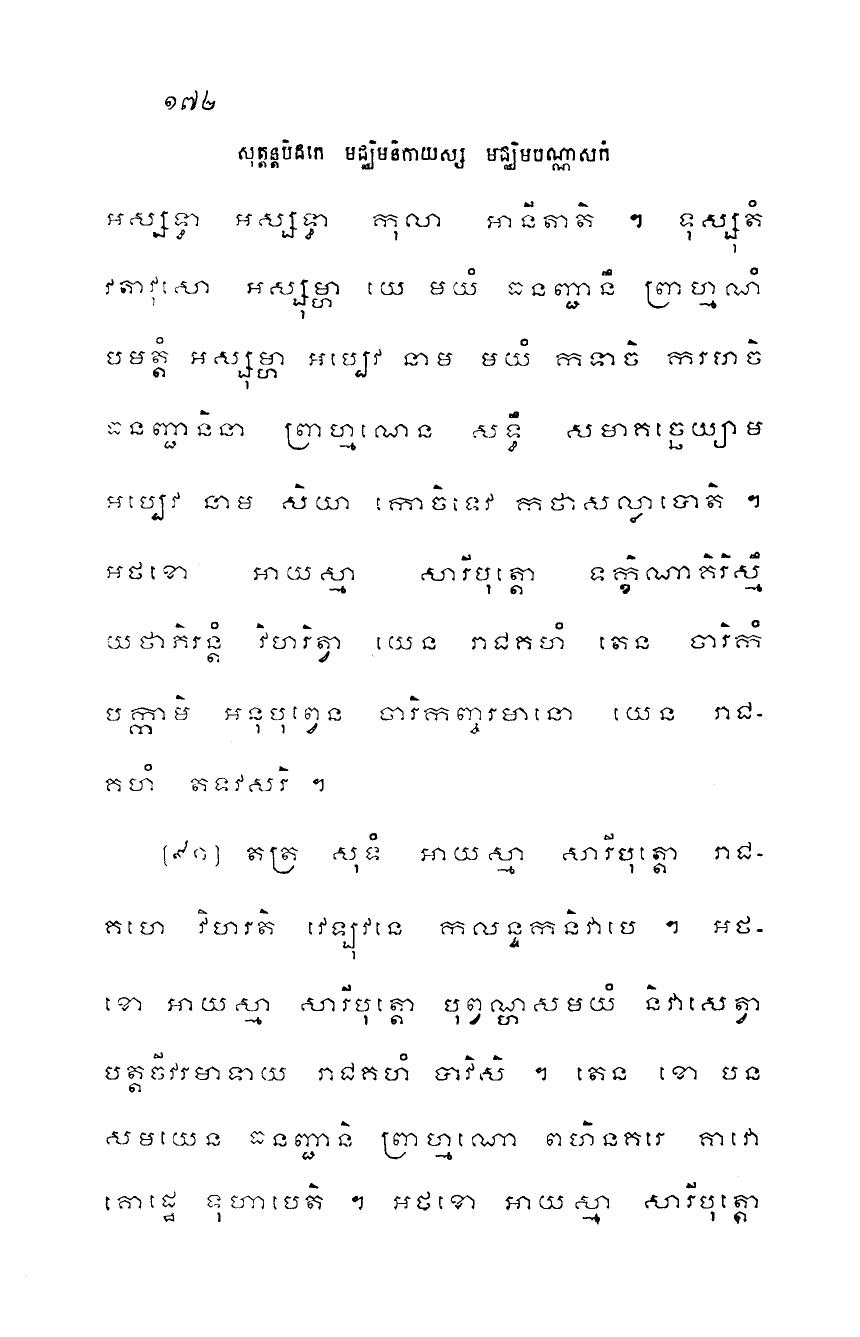 ១៧២
សុត្តន្តបិដកេ មជ្ឈិមនិកាយស្ស មជ្ឈិមបណ្ណាសកំ
អស្សទ្ធា អស្សទ្ធា កុលា អានីតាតិ ។ ទុស្សុតំ
វតាវុសោ អស្សុម្ហា យេ មយំ ធនញ្ជានឹ ព្រាហ្មណំ
បមត្តំ អស្សុម្ហា អប្បេវ នាម មយំ កទាចិ ករហចិ
ធនញ្ជានិនា ព្រាហ្មណេន សទ្ធឹ សមាគច្ឆេយ្យាម
អប្បេវ នាម សិយា កោចិទេវ កថាសល្លាបោតិ ។
អថខោ អាយស្មា សារីបុត្តោ ទក្ខិណាគិរិស្មឹ
យថាភិរន្តំ វិហរិត្វា យេន រាជគហំ តេន ចារិកំ
បក្កាមិ អនុបុព្វេន ចារិកញ្ចរមានោ យេន រាជ-
គហំ តទវសរិ ។
[៩០] តត្រ សុទំ អាយស្មា សារីបុត្តោ រាជ-
គហេ វិហរតិ វេឡុវនេ កលន្ទកនិវាបេ ។ អថ-
ខោ អាយស្មា សារីបុត្តោ បុព្វណ្ហសមយំ និវាសេត្វា
បត្តចីវរមាទាយ រាជគហំ បាវិសិ ។ តេន ខោ បន
សមយេន ធនញ្ជានិ ព្រាហ្មណោ ពហិនគរេ គាវោ
គោដ្ឋេ ទុហាបេតិ ។ អថខោ អាយស្មា សារីបុត្តោ